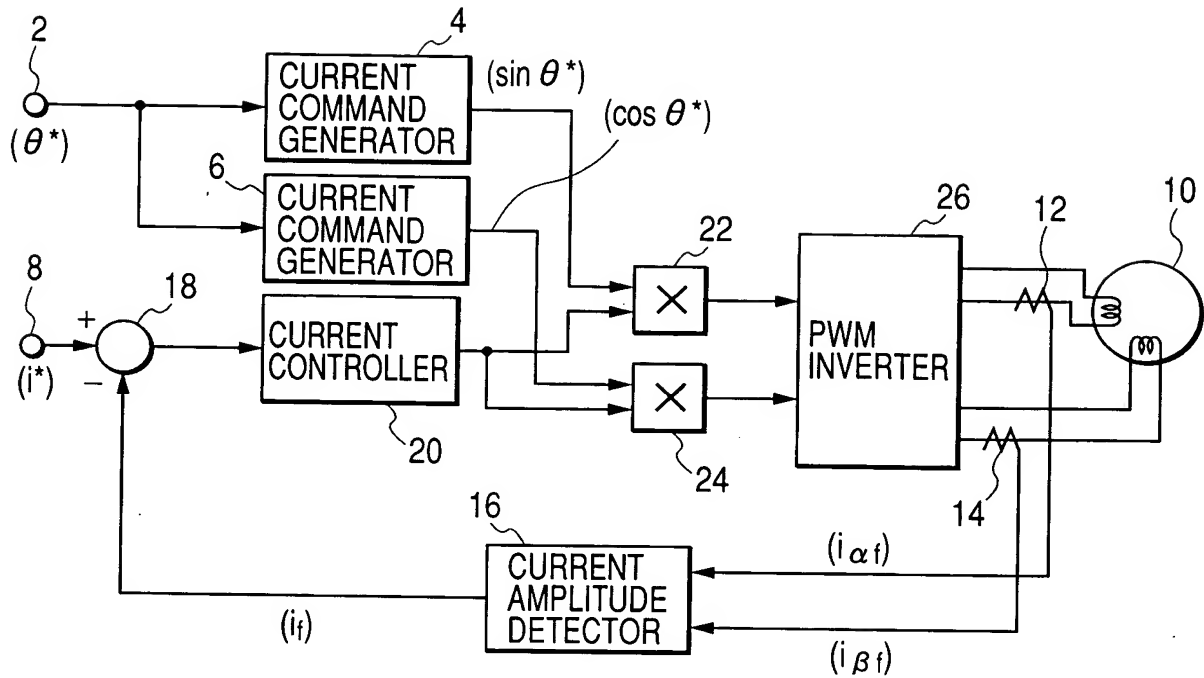 2
(θ*)
4
CURRENT
COMMAND
GENERATOR
(sin θ*)
(cos θ*)
6
CURRENT
COMMAND
GENERATOR
8
+
−
(i*)
18
CURRENT
CONTROLLER
20
22
×
×
24
26
PWM
INVERTER
12
10
14
16
CURRENT
AMPLITUDE
DETECTOR
(iαf)
(iβf)
(if)